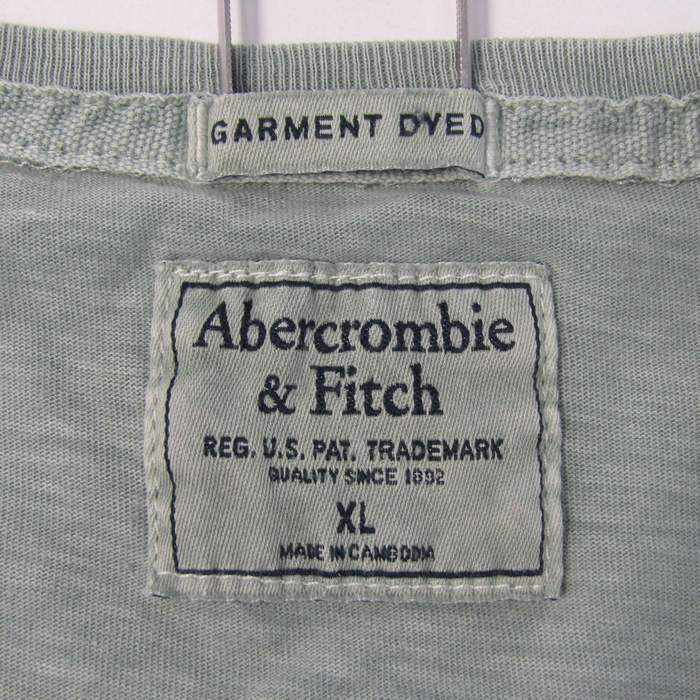 GARMENT DYED
Abercrombie
& Fitch
REG. U.S. PAT. TRADEMARK
QUALITY SINCE 1892
XL
MADE IN CAMBODIA